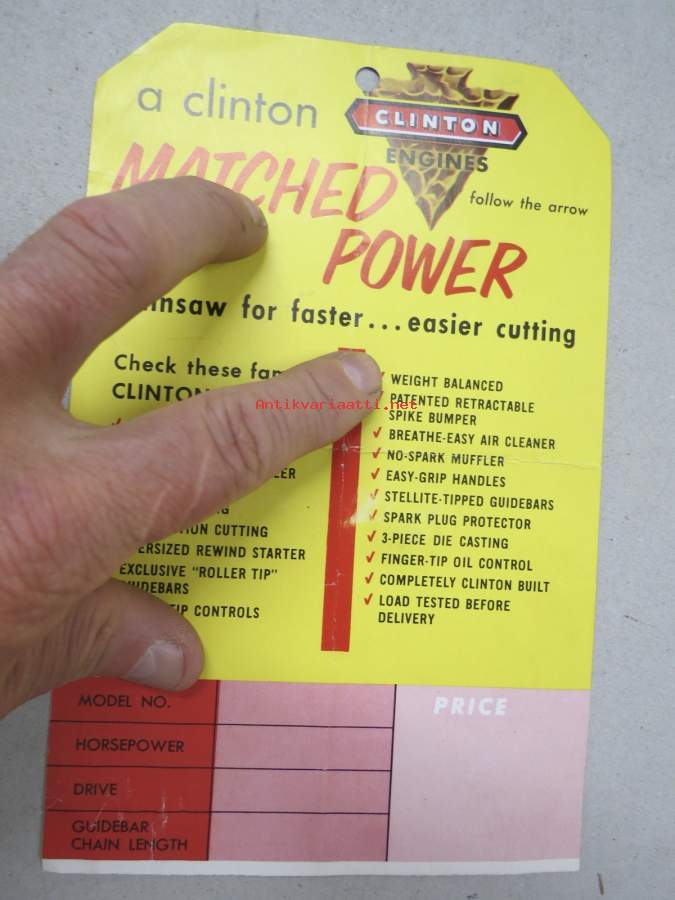 a clinton
CLINTON
ENGINES
follow the arrow
MATCHED
POWER
for faster...easier cutting
Check these
CLINTON
CUTTING
REWIND STARTER
EXCLUSIVE "ROLLER TIP"
CONTROLS
WEIGHT BALANCED
PATENTED RETRACTABLE
SPIKE BUMPER
BREATHE-EASY AIR CLEANER
NO-SPARK MUFFLER
EASY-GRIP HANDLES
STELLITE-TIPPED GUIDEBARS
SPARK PLUG PROTECTOR
3-PIECE DIE CASTING
FINGER-TIP OIL CONTROL
COMPLETELY CLINTON BUILT
LOAD TESTED BEFORE
DELIVERY
Antikvariaatti.net
MODEL NO.
HORSEPOWER
DRIVE
GUIDEBAR
CHAIN LENGTH
PRICE